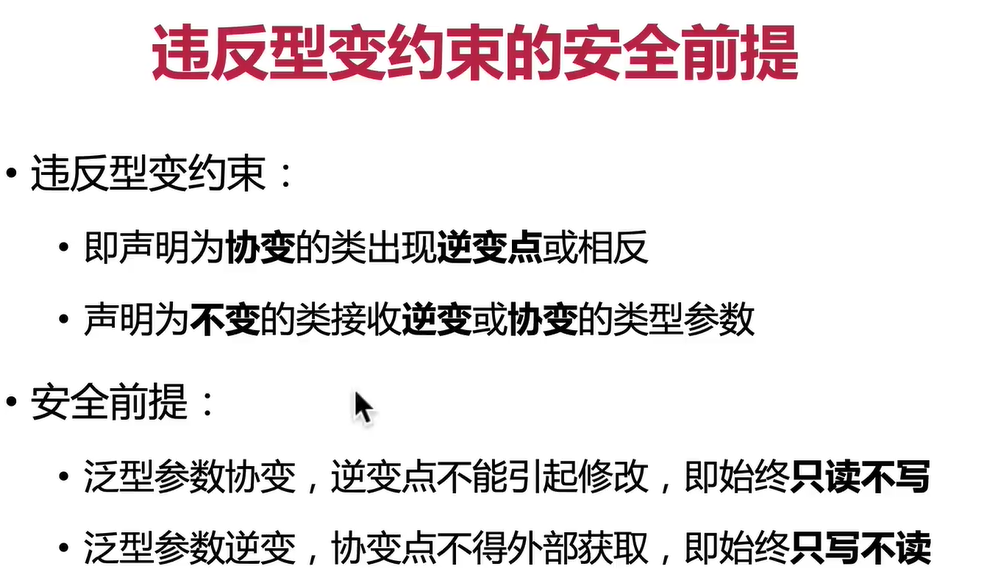 违反型变约束的安全前提
• 违反型变约束：
• 即声明为协变的类出现逆变点或相反
• 声明为不变的类接收逆变或协变的类型参数
• 安全前提：
• 泛型参数协变，逆变点不能引起修改，即始终只读不写
• 泛型参数逆变，协变点不得外部获取，即始终只写不读